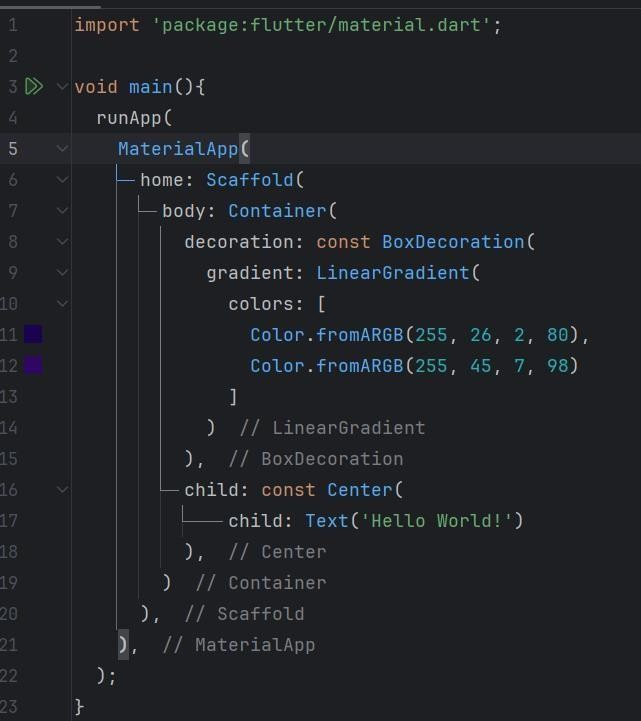 1 import 'package:flutter/material.dart';
2
3 void main(){
4 runApp(
5 MaterialApp(
6 home: Scaffold(
7 body: Container(
8 decoration: const BoxDecoration(
9 gradient: LinearGradient(
10 colors: [
11 Color.fromARGB(255, 26, 2, 80),
12 Color.fromARGB(255, 45, 7, 98)
13 ]
14 ) // LinearGradient
15 ), // BoxDecoration
16 child: const Center(
17 child: Text('Hello World!')
18 ), // Center
19 ) // Container
20 ), // Scaffold
21 ), // MaterialApp
22 );
23 }